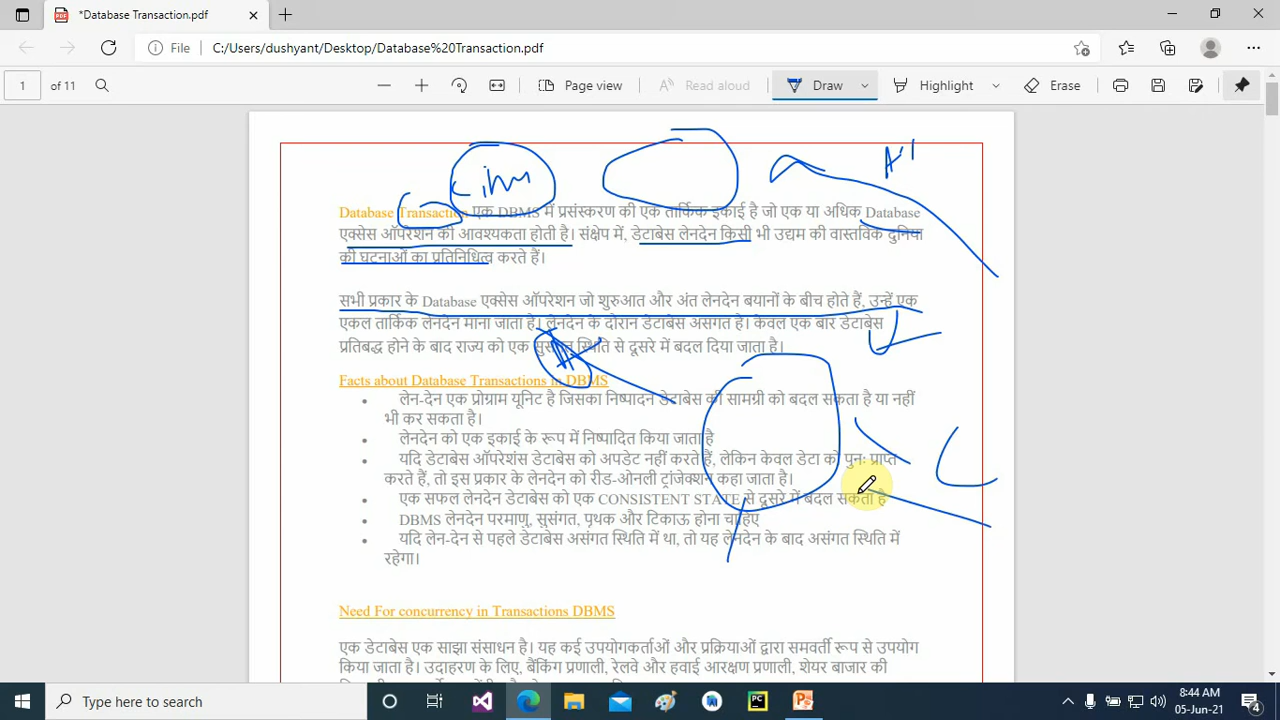 *Database Transaction.pdf
File C:/Users/dushyant/Desktop/Database%20Transaction.pdf
1 of 11 Page view Read aloud Draw Highlight Erase
Database Transaction एक DBMS में प्रसंस्करण की एक तार्किक इकाई है जो एक या अधिक Database
एक्सेस ऑपरेशन की आवश्यकता होती है। संक्षेप में, डेटाबेस लेनदेन किसी भी उद्यम की वास्तविक दुनिया
की घटनाओं का प्रतिनिधित्व करते हैं।
सभी प्रकार के Database एक्सेस ऑपरेशन जो शुरुआत और अंत लेनदेन बयानों के बीच होते हैं, उन्हें एक
एकल तार्किक लेनदेन माना जाता है। लेनदेन के दौरान डेटाबेस असंगत है। केवल एक बार डेटाबेस
प्रतिबद्ध होने के बाद राज्य को एक सुसंगत स्थिति से दूसरे में बदल दिया जाता है।
Facts about Database Transactions in DBMS
लेन-देन एक प्रोग्राम यूनिट है जिसका निष्पादन डेटाबेस की सामग्री को बदल सकता है या नहीं
भी कर सकता है।
लेनदेन को एक इकाई के रूप में निष्पादित किया जाता है
यदि डेटाबेस ऑपरेशंस डेटाबेस को अपडेट नहीं करते हैं, लेकिन केवल डेटा को पुनः प्राप्त
करते हैं, तो इस प्रकार के लेनदेन को रीड-ओनली ट्रांजेक्शन कहा जाता है।
एक सफल लेनदेन डेटाबेस को एक CONSISTENT STATE से दूसरे में बदल सकता है
DBMS लेनदेन परमाणु, सुसंगत, पृथक और टिकाऊ होना चाहिए
यदि लेन-देन से पहले डेटाबेस असंगत स्थिति में था, तो यह लेनदेन के बाद असंगत स्थिति में
रहेगा।
Need For concurrency in Transactions DBMS
एक डेटाबेस एक साझा संसाधन है। यह कई उपयोगकर्ताओं और प्रक्रियाओं द्वारा समवर्ती रूप से उपयोग
किया जाता है। उदाहरण के लिए, बैंकिंग प्रणाली, रेलवे और हवाई आरक्षण प्रणाली, शेयर बाजार की
Type here to search
8:44 AM
05-Jun-21
4